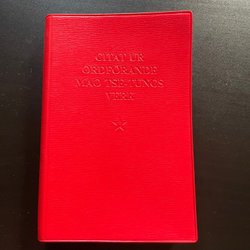 CITAT UR
ORDFÖRANDE
MAO TSE-TUNGS
VERK